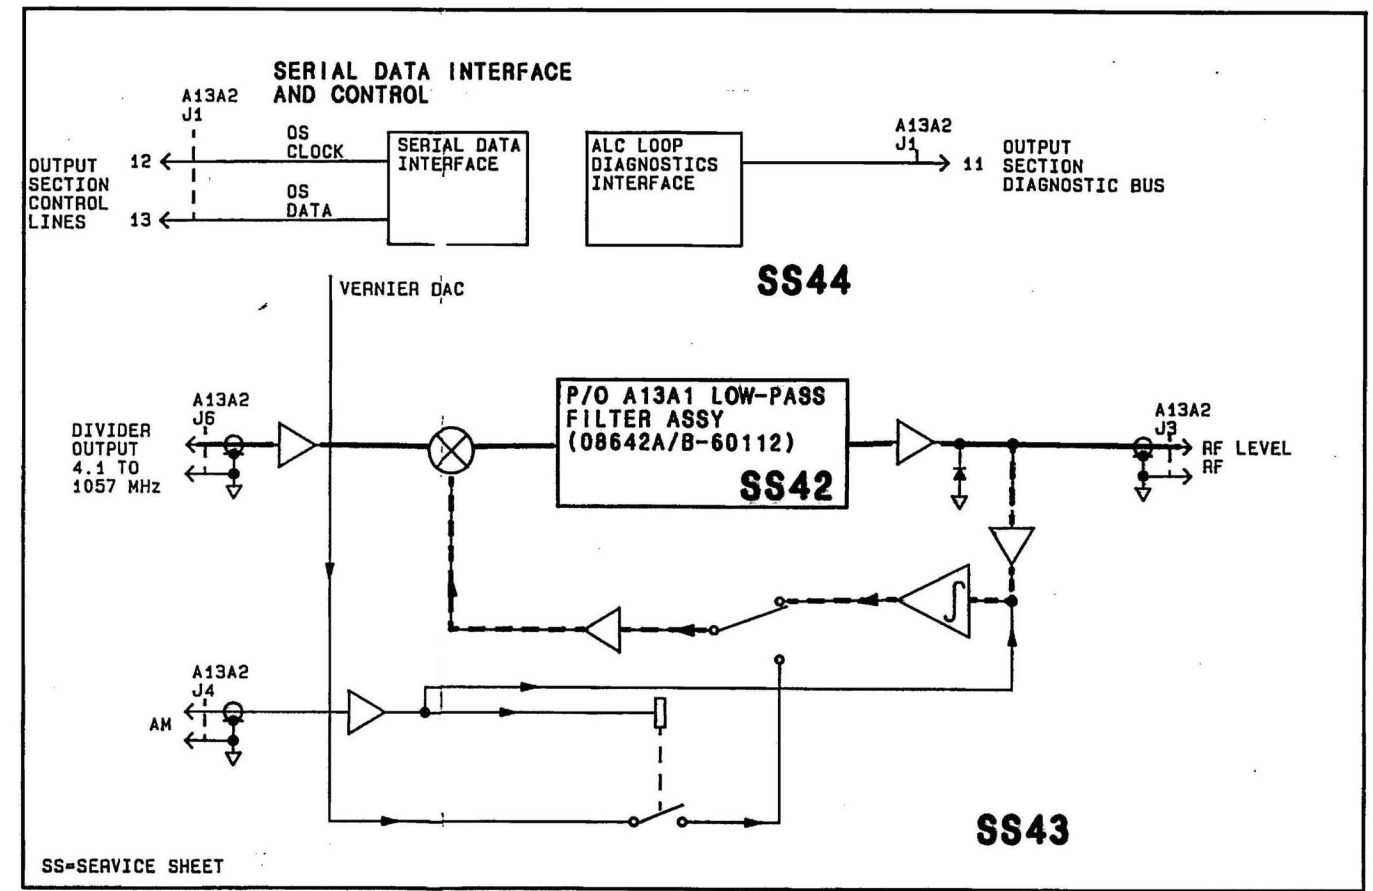 SERIAL DATA INTERFACE
AND CONTROL
A13A2
J1
OS
CLOCK
OS
DATA
OUTPUT
SECTION
CONTROL
LINES
12
13
SERIAL DATA
INTERFACE
ALC LOOP
DIAGNOSTICS
INTERFACE
A13A2
J1
11
OUTPUT
SECTION
DIAGNOSTIC BUS
SS44
VERNIER DAC
A13A2
J6
DIVIDER
OUTPUT
4.1 TO
1057 MHz
P/O A13A1 LOW-PASS
FILTER ASSY
(08642A/B-60112)
SS42
A13A2
J3
RF LEVEL
RF
∫
A13A2
J4
AM
SS43
SS=SERVICE SHEET